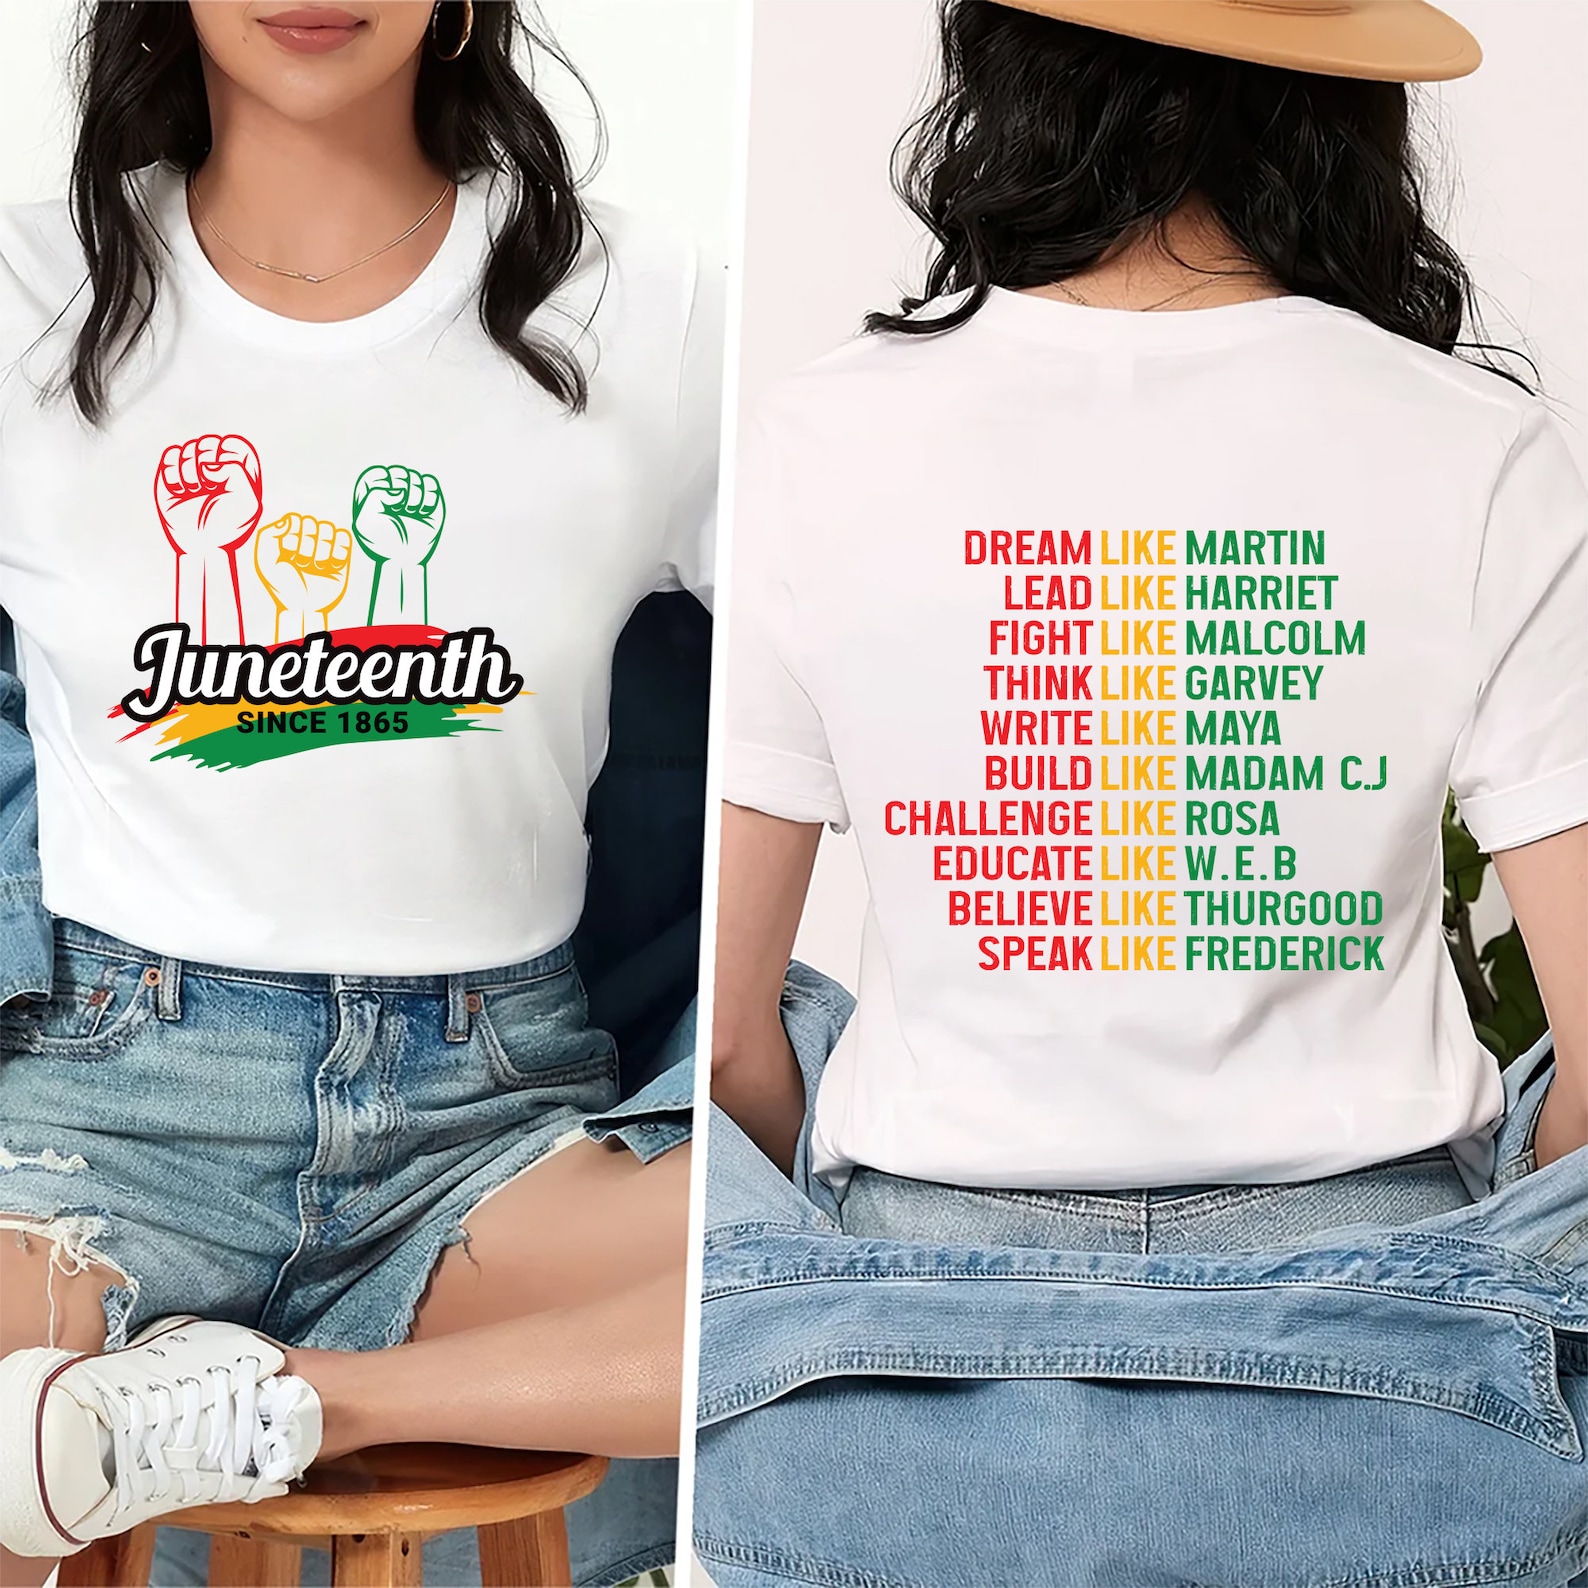 Juneteenth
SINCE 1865
DREAM LIKE MARTIN
LEAD LIKE HARRIET
FIGHT LIKE MALCOLM
THINK LIKE GARVEY
WRITE LIKE MAYA
BUILD LIKE MADAM C.J
CHALLENGE LIKE ROSA
EDUCATE LIKE W.E.B
BELIEVE LIKE THURGOOD
SPEAK LIKE FREDERICK